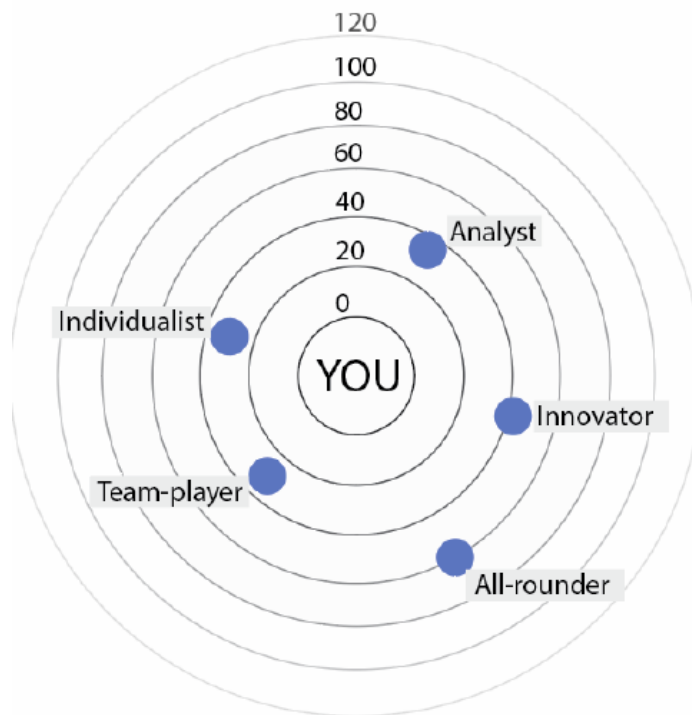 120
100
80
60
40
Analyst
20
0
Individualist
YOU
Innovator
Team-player
All-rounder